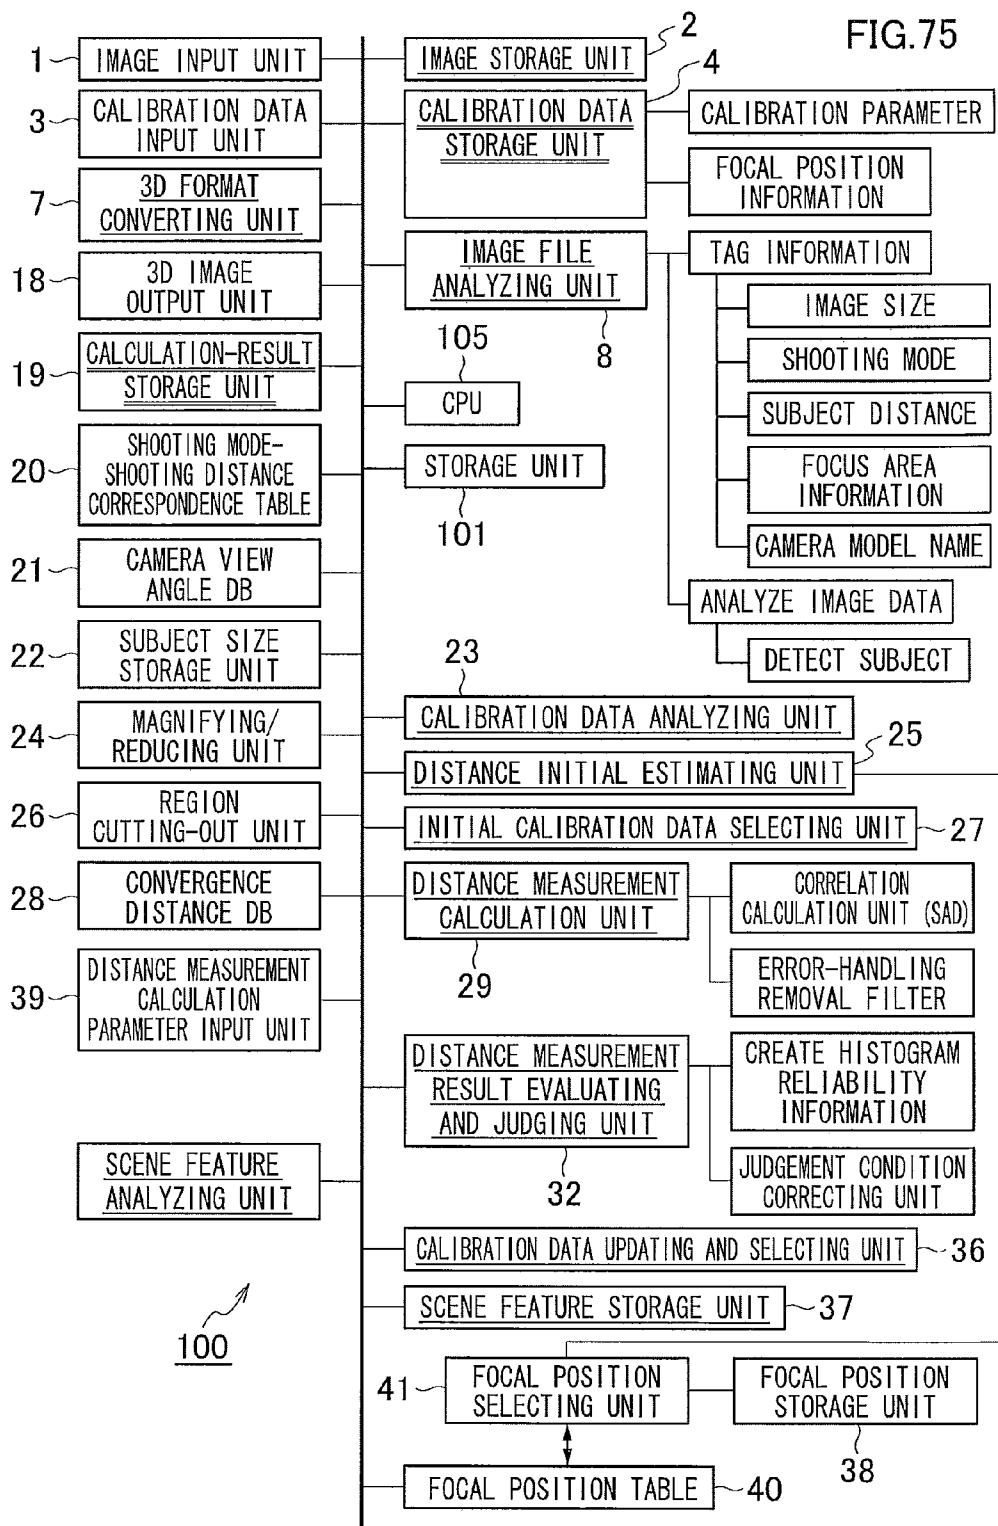 FIG.75
1
IMAGE INPUT UNIT
3
CALIBRATION DATA
INPUT UNIT
7
3D FORMAT
CONVERTING UNIT
18
3D IMAGE
OUTPUT UNIT
19
CALCULATION-RESULT
STORAGE UNIT
20
SHOOTING MODE-
SHOOTING DISTANCE
CORRESPONDENCE TABLE
21
CAMERA VIEW
ANGLE DB
22
SUBJECT SIZE
STORAGE UNIT
24
MAGNIFYING/
REDUCING UNIT
26
REGION
CUTTING-OUT UNIT
28
CONVERGENCE
DISTANCE DB
39
DISTANCE MEASUREMENT
CALCULATION
PARAMETER INPUT UNIT
SCENE FEATURE
ANALYZING UNIT
100
2
IMAGE STORAGE UNIT
4
CALIBRATION DATA
STORAGE UNIT
CALIBRATION PARAMETER
FOCAL POSITION
INFORMATION
IMAGE FILE
ANALYZING UNIT
8
TAG INFORMATION
IMAGE SIZE
SHOOTING MODE
SUBJECT DISTANCE
FOCUS AREA
INFORMATION
CAMERA MODEL NAME
ANALYZE IMAGE DATA
DETECT SUBJECT
105
CPU
STORAGE UNIT
101
23
CALIBRATION DATA ANALYZING UNIT
25
DISTANCE INITIAL ESTIMATING UNIT
INITIAL CALIBRATION DATA SELECTING UNIT
27
DISTANCE MEASUREMENT
CALCULATION UNIT
29
CORRELATION
CALCULATION UNIT (SAD)
ERROR-HANDLING
REMOVAL FILTER
DISTANCE MEASUREMENT
RESULT EVALUATING
AND JUDGING UNIT
32
CREATE HISTOGRAM
RELIABILITY
INFORMATION
JUDGEMENT CONDITION
CORRECTING UNIT
CALIBRATION DATA UPDATING AND SELECTING UNIT
36
SCENE FEATURE STORAGE UNIT
37
41
FOCAL POSITION
SELECTING UNIT
FOCAL POSITION
STORAGE UNIT
38
FOCAL POSITION TABLE
40